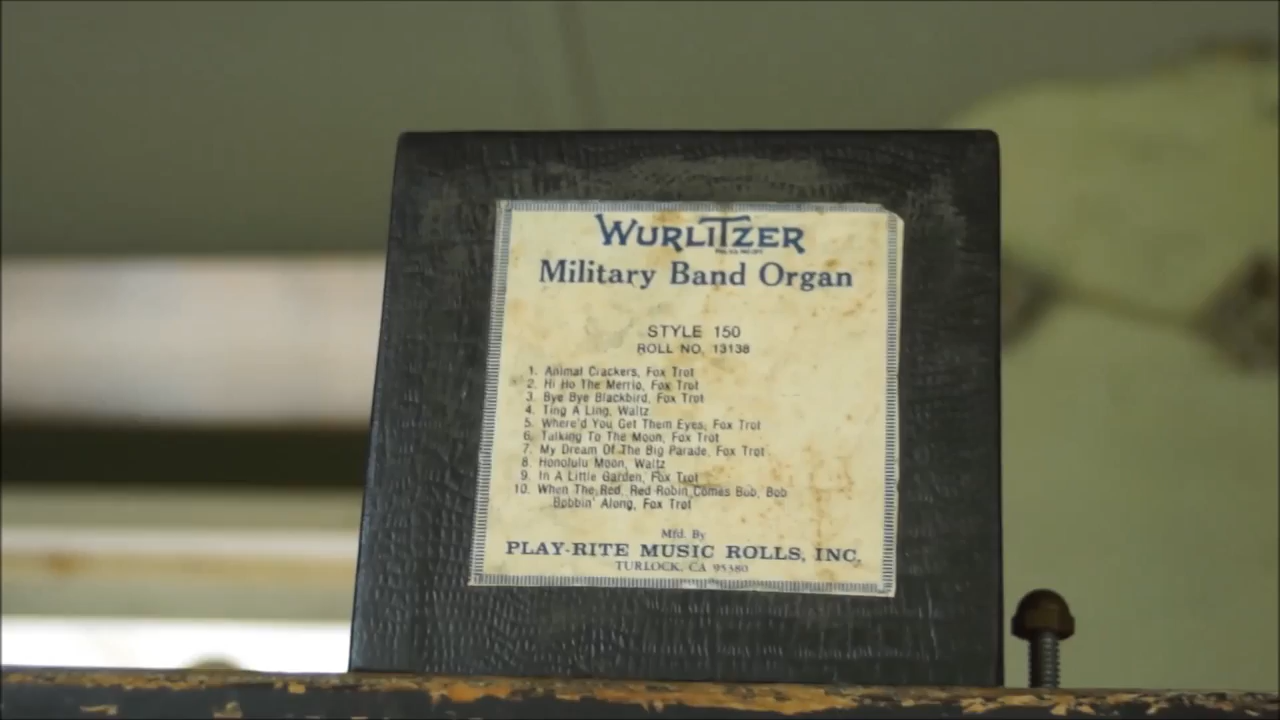 WURLITZER
Military Band Organ
STYLE 150
ROLL NO. 13138
1. Animal Crackers, Fox Trot
2. Hi Ho The Merrio, Fox Trot
3. Bye Bye Blackbird, Fox Trot
4. Ting A Ling, Waltz
5. Where'd You Get Them Eyes, Fox Trot
6. Talking To The Moon, Fox Trot
7. My Dream Of The Big Parade, Fox Trot
8. Honolulu Moon, Waltz
9. In A Little Garden, Fox Trot
10. When The Red, Red Robin Comes Bob, Bob
Bobbin' Along, Fox Trot
Mfd. By
PLAY-RITE MUSIC ROLLS, INC.
TURLOCK, CA 95380